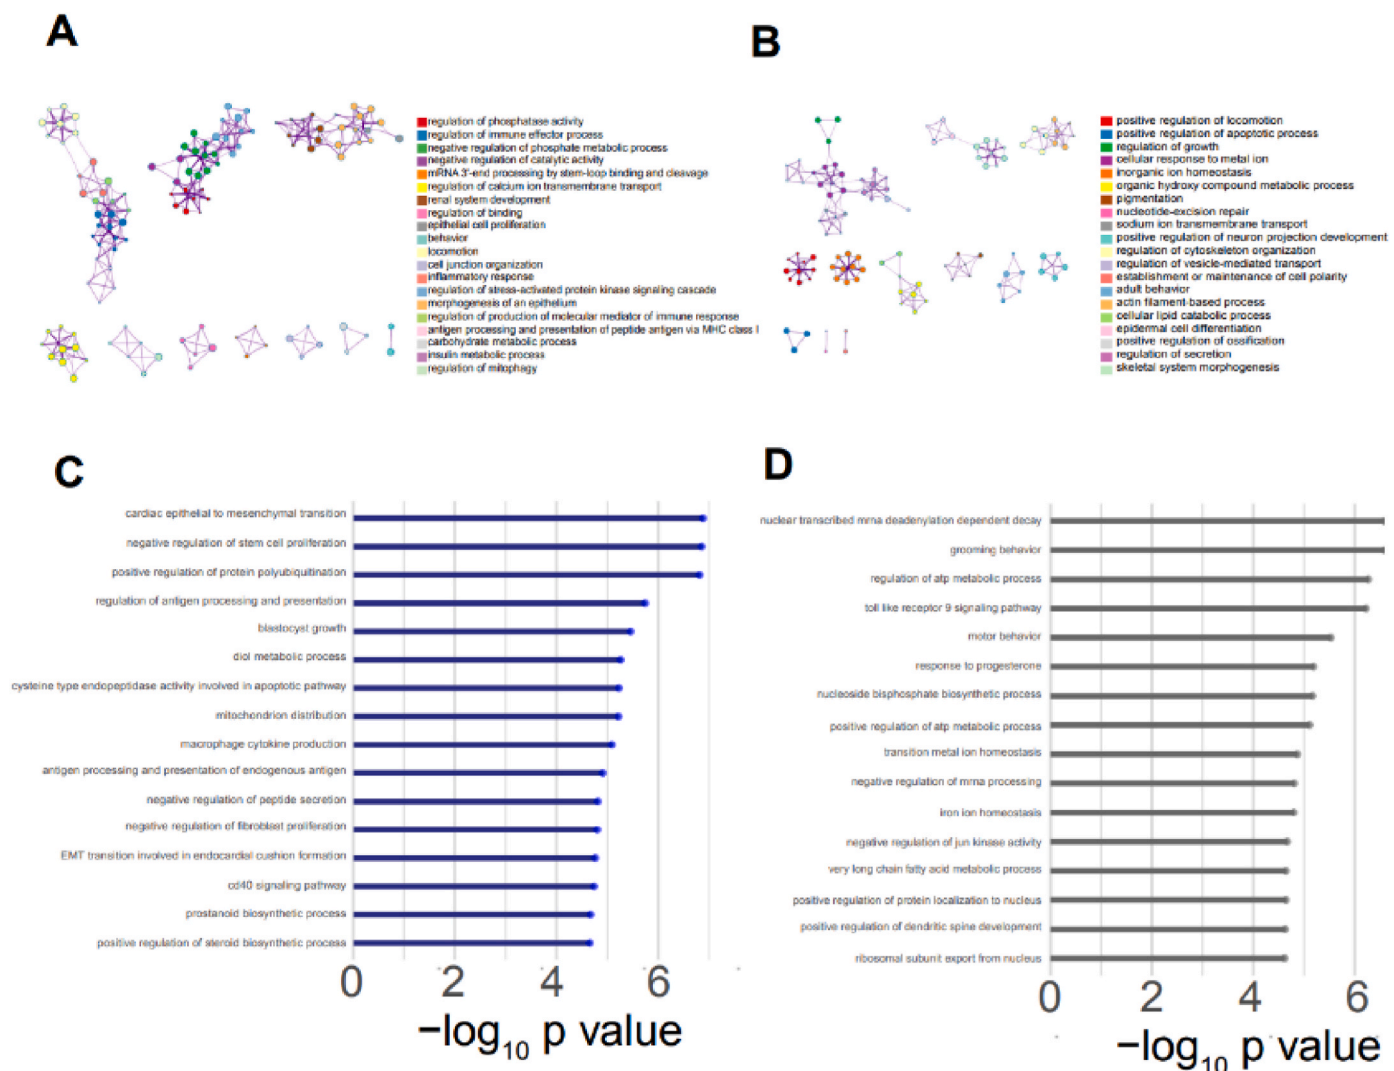 A
regulation of phosphatase activity
regulation of immune effector process
negative regulation of phosphate metabolic process
negative regulation of catalytic activity
mRNA 3'-end processing by stem-loop binding and cleavage
regulation of calcium ion transmembrane transport
renal system development
regulation of binding
epithelial cell proliferation
behavior
locomotion
cell junction organization
inflammatory response
regulation of stress-activated protein kinase signaling cascade
morphogenesis of an epithelium
regulation of production of molecular mediator of immune response
antigen processing and presentation of peptide antigen via MHC class I
carbohydrate metabolic process
insulin metabolic process
regulation of mitophagy
B
positive regulation of locomotion
positive regulation of apoptotic process
regulation of growth
cellular response to metal ion
inorganic ion homeostasis
organic hydroxy compound metabolic process
pigmentation
nucleotide-excision repair
sodium ion transmembrane transport
positive regulation of neuron projection development
regulation of cytoskeleton organization
regulation of vesicle-mediated transport
establishment or maintenance of cell polarity
adult behavior
actin filament-based process
cellular lipid catabolic process
epidermal cell differentiation
positive regulation of ossification
regulation of secretion
skeletal system morphogenesis
C
cardiac epithelial to mesenchymal transition
negative regulation of stem cell proliferation
positive regulation of protein polyubiquitination
regulation of antigen processing and presentation
blastocyst growth
diol metabolic process
cysteine type endopeptidase activity involved in apoptotic pathway
mitochondrion distribution
macrophage cytokine production
antigen processing and presentation of endogenous antigen
negative regulation of peptide secretion
negative regulation of fibroblast proliferation
EMT transition involved in endocardial cushion formation
cd40 signaling pathway
prostanoid biosynthetic process
positive regulation of steroid biosynthetic process
0 2 4 6
−log10 p value
D
nuclear transcribed mrna deadenylation dependent decay
grooming behavior
regulation of atp metabolic process
toll like receptor 9 signaling pathway
motor behavior
response to progesterone
nucleoside bisphosphate biosynthetic process
positive regulation of atp metabolic process
transition metal ion homeostasis
negative regulation of mrna processing
iron ion homeostasis
negative regulation of jun kinase activity
very long chain fatty acid metabolic process
positive regulation of protein localization to nucleus
positive regulation of dendritic spine development
ribosomal subunit export from nucleus
0 2 4 6
−log10 p value